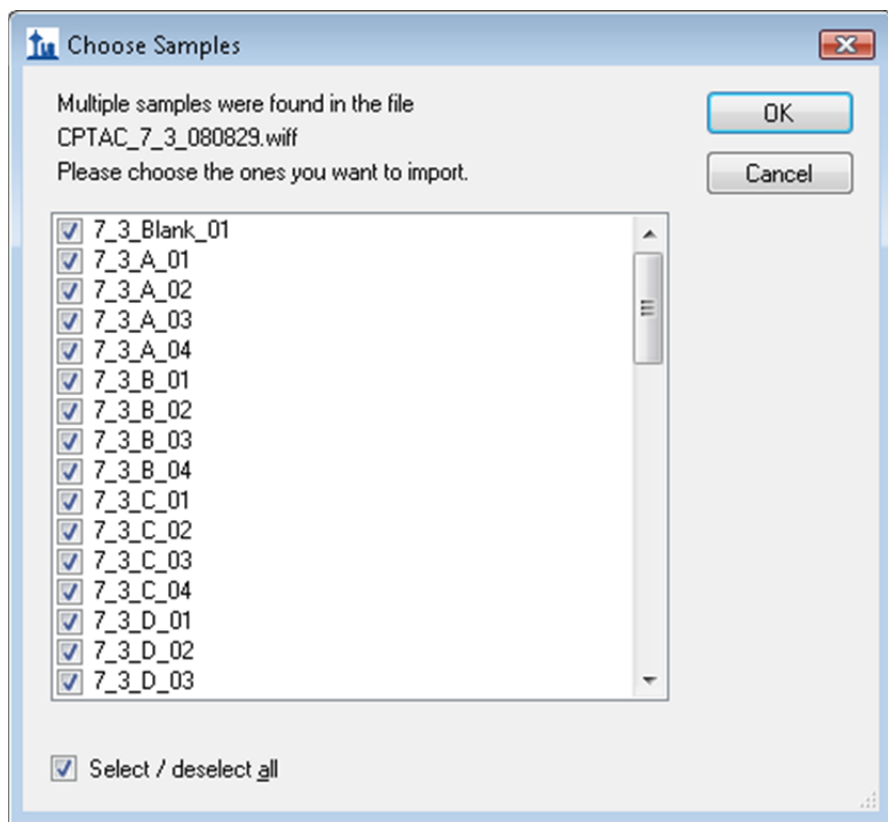 Choose Samples
Multiple samples were found in the file
CPTAC_7_3_080829.wiff
Please choose the ones you want to import.
OK
Cancel
7_3_Blank_01
7_3_A_01
7_3_A_02
7_3_A_03
7_3_A_04
7_3_B_01
7_3_B_02
7_3_B_03
7_3_B_04
7_3_C_01
7_3_C_02
7_3_C_03
7_3_C_04
7_3_D_01
7_3_D_02
7_3_D_03
Select / deselect all